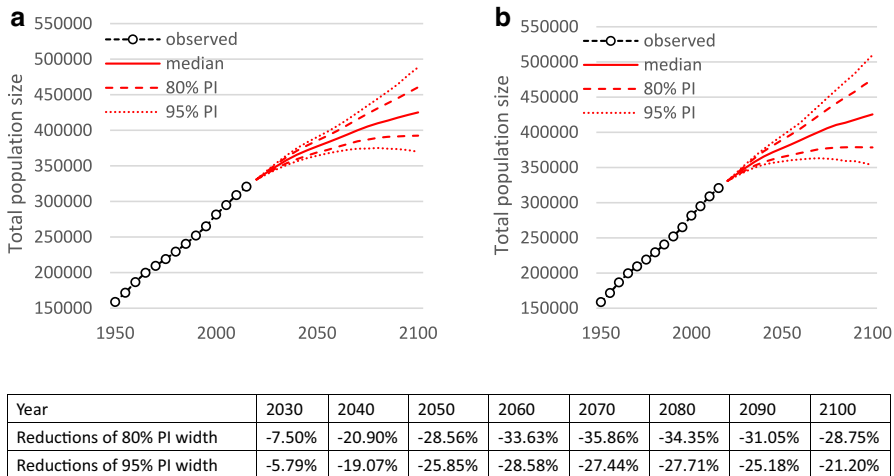 a
Total population size
550000
500000
450000
400000
350000
300000
250000
200000
150000
observed
median
80% PI
95% PI
1950 2000 2050 2100
b
Total population size
550000
500000
450000
400000
350000
300000
250000
200000
150000
observed
median
80% PI
95% PI
1950 2000 2050 2100
Year 2030 2040 2050 2060 2070 2080 2090 2100
Reductions of 80% PI width -7.50% -20.90% -28.56% -33.63% -35.86% -34.35% -31.05% -28.75%
Reductions of 95% PI width -5.79% -19.07% -25.85% -28.58% -27.44% -27.71% -25.18% -21.20%